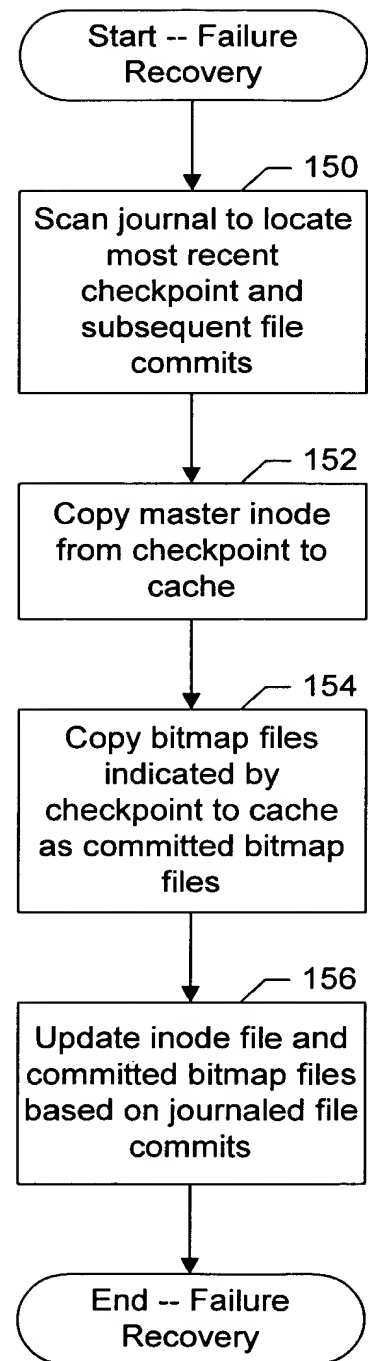 Start -- Failure
Recovery
150
Scan journal to locate
most recent
checkpoint and
subsequent file
commits
152
Copy master inode
from checkpoint to
cache
154
Copy bitmap files
indicated by
checkpoint to cache
as committed bitmap
files
156
Update inode file and
committed bitmap files
based on journaled file
commits
End -- Failure
Recovery